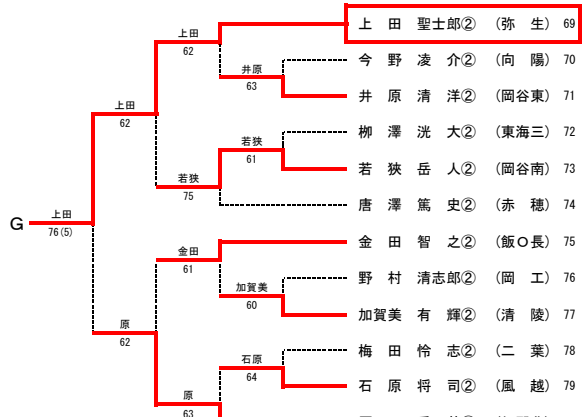 上田 聖士郎② (弥 生) 69
上田
62
今野 凌 介② (向 陽) 70
井原
63
井原 清 洋② (岡谷東) 71
上田
62
栁澤 洸 大② (東海三) 72
若狭
61
若狹 岳 人② (岡谷南) 73
若狭
75
唐澤 篤 史② (赤 穂) 74
G
上田
76(5)
金田 智 之② (飯O長) 75
金田
61
野村 清志郎② (岡 工) 76
加賀美
60
加賀美 有 輝② (清 陵) 77
原
62
梅田 怜 志② (二 葉) 78
石原
64
石原 将 司② (風 越) 79
原
63